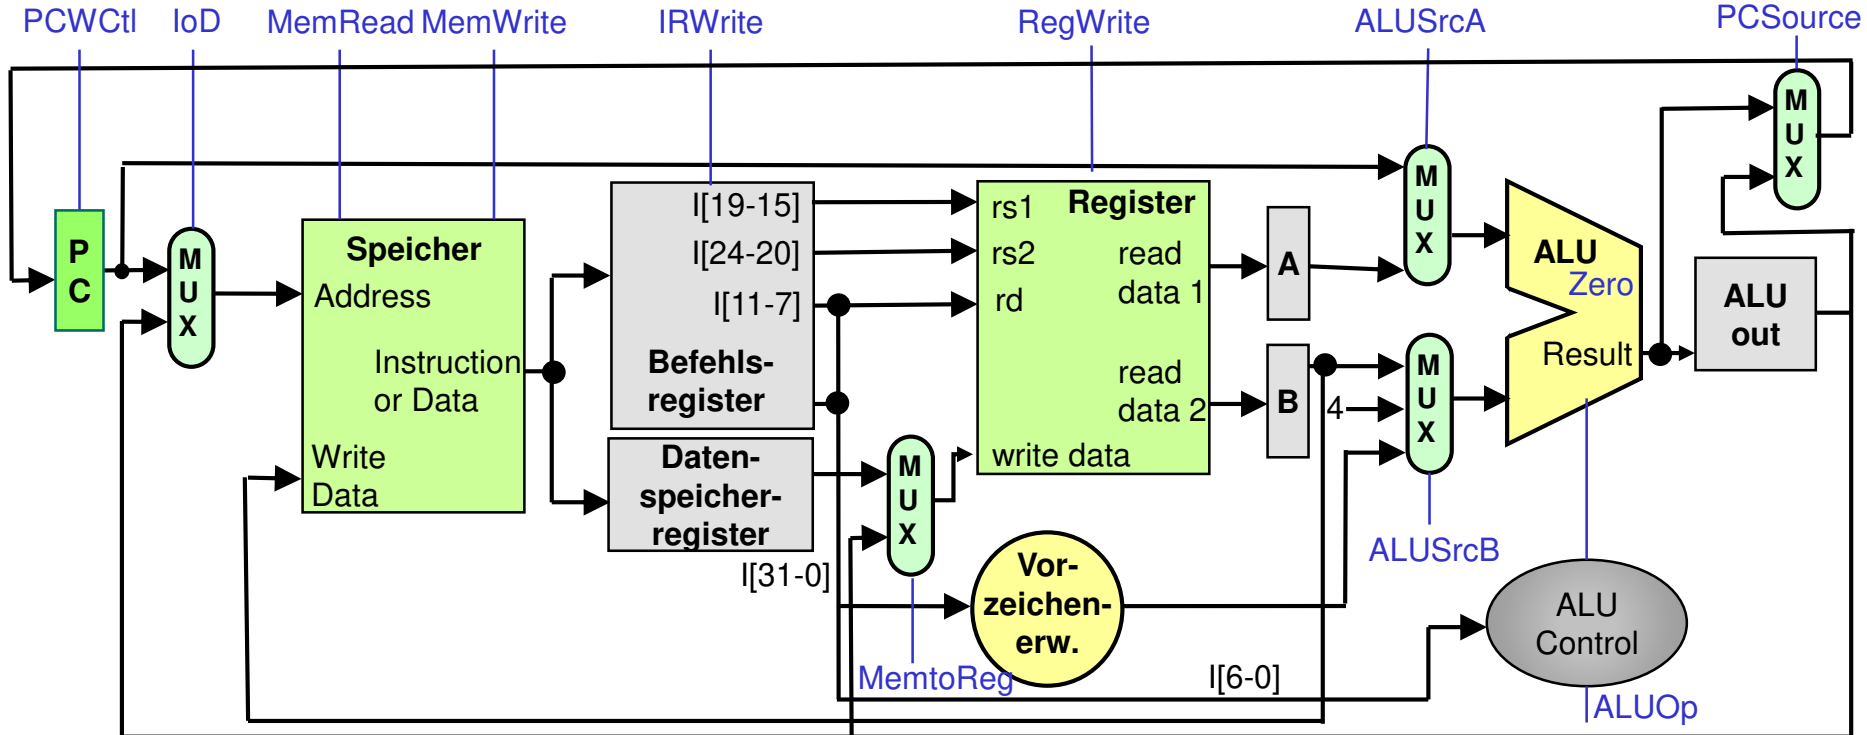 PCWCtl IoD MemRead MemWrite IRWrite RegWrite ALUSrcA PCSource
P
C
M
U
X
Speicher
Address
Instruction
or Data
Write
Data
I[19-15]
I[24-20]
I[11-7]
Befehls-
register
Daten-
speicher-
register
I[31-0]
M
U
X
MemtoReg
Register
rs1
rs2
rd
read
data 1
read
data 2
write data
Vor-
zeichen-
erw.
A
B
4
M
U
X
M
U
X
ALUSrcB
I[6-0]
ALU
Zero
Result
ALU
Control
ALUOp
ALU
out
M
U
X